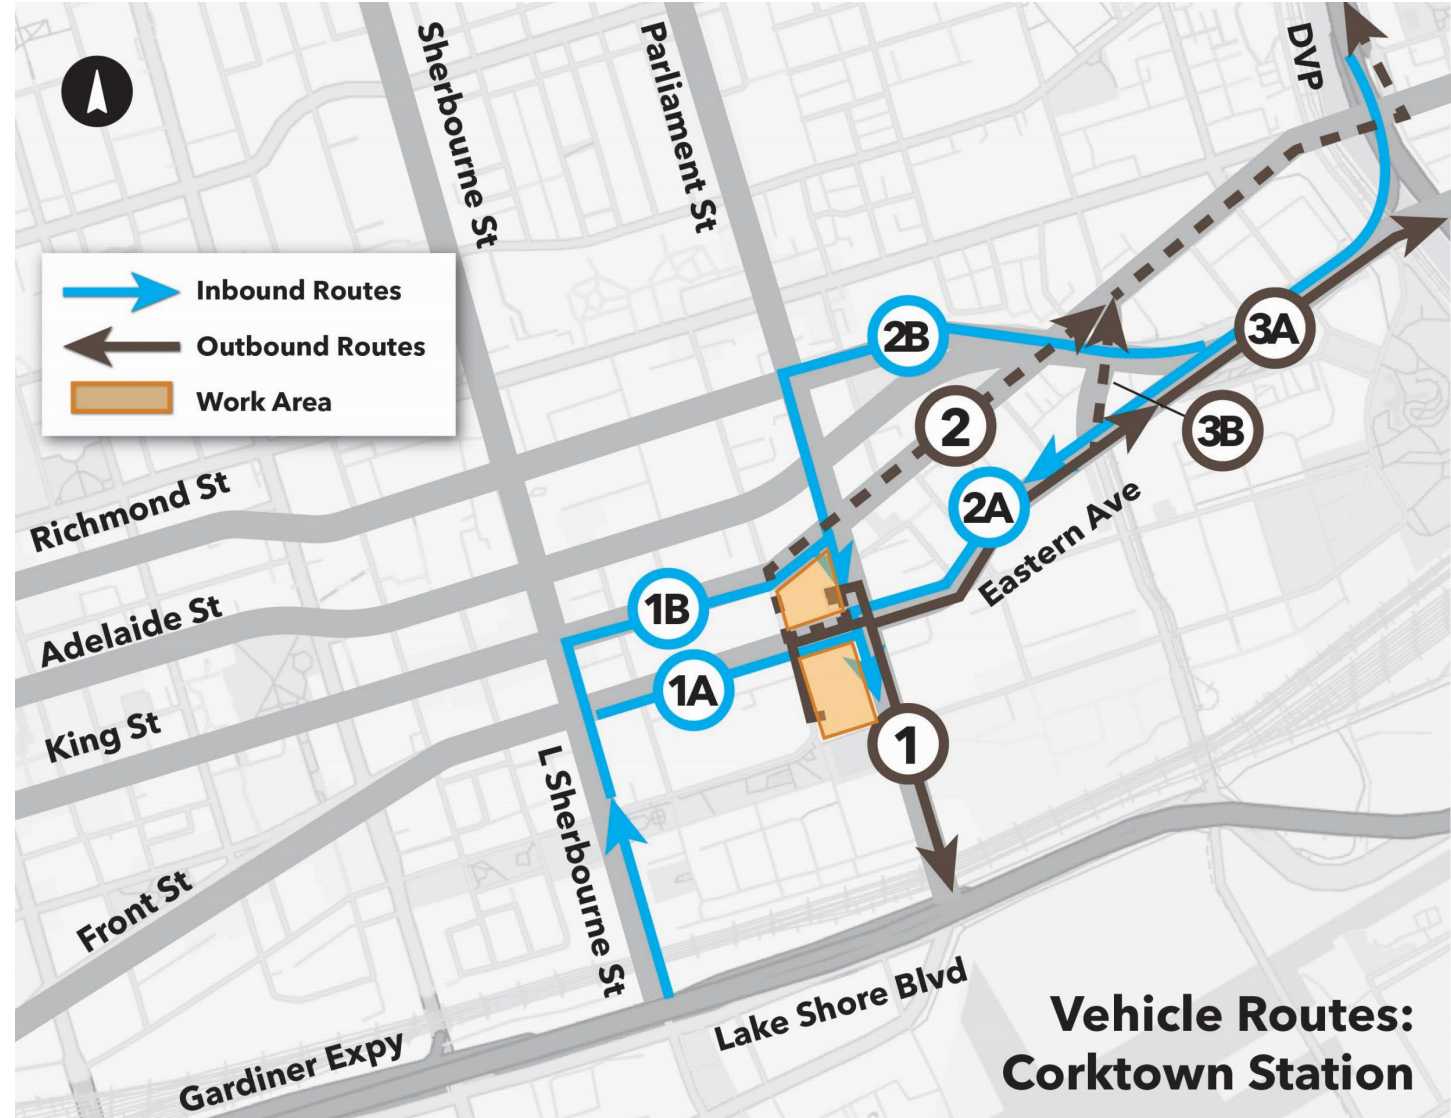 Sherbourne St
Parliament St
DVP
Inbound Routes
Outbound Routes
Work Area
2B
3A
2
3B
2A
Richmond St
Eastern Ave
1B
Adelaide St
1A
King St
1
L Sherbourne St
Front St
Lake Shore Blvd
Gardiner Expy
Vehicle Routes:
Corktown Station